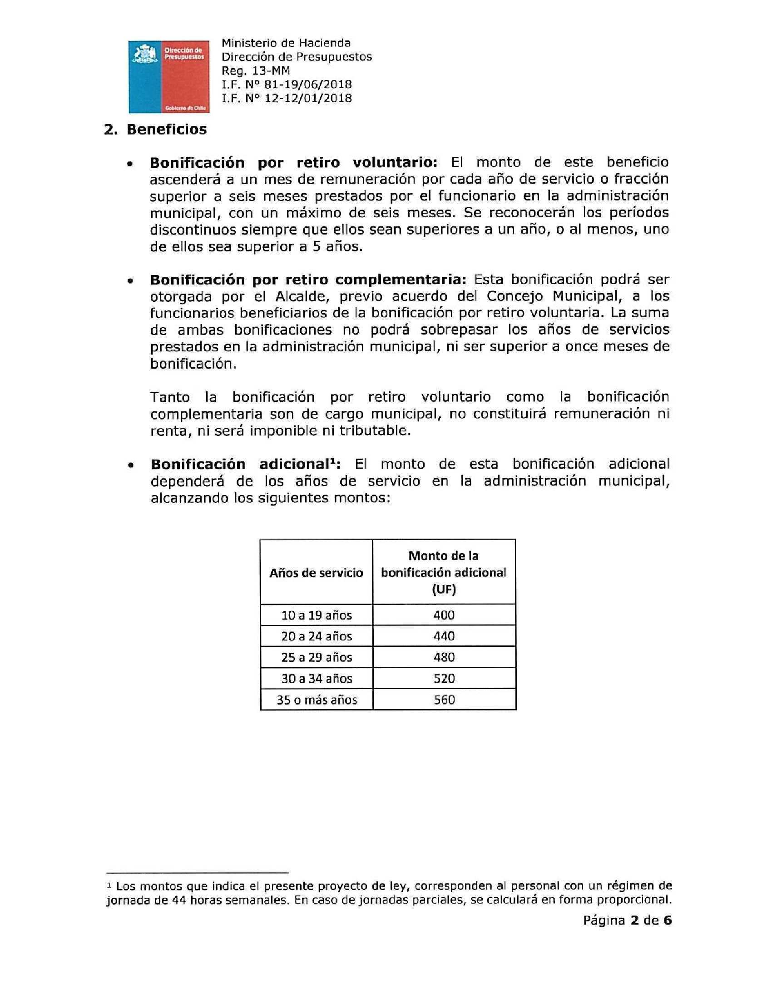 Dirección de
Presupuestos
Gobierno de Chile
Ministerio de Hacienda
Dirección de Presupuestos
Reg. 13-MM
I.F. Nº 81-19/06/2018
I.F. Nº 12-12/01/2018
2. Beneficios
• Bonificación por retiro voluntario: El monto de este beneficio
ascenderá a un mes de remuneración por cada año de servicio o fracción
superior a seis meses prestados por el funcionario en la administración
municipal, con un máximo de seis meses. Se reconocerán los períodos
discontinuos siempre que ellos sean superiores a un año, o al menos, uno
de ellos sea superior a 5 años.
• Bonificación por retiro complementaria: Esta bonificación podrá ser
otorgada por el Alcalde, previo acuerdo del Concejo Municipal, a los
funcionarios beneficiarios de la bonificación por retiro voluntaria. La suma
de ambas bonificaciones no podrá sobrepasar los años de servicios
prestados en la administración municipal, ni ser superior a once meses de
bonificación.
Tanto la bonificación por retiro voluntario como la bonificación
complementaria son de cargo municipal, no constituirá remuneración ni
renta, ni será imponible ni tributable.
• Bonificación adicional¹: El monto de esta bonificación adicional
dependerá de los años de servicio en la administración municipal,
alcanzando los siguientes montos:
Años de servicio
Monto de la
bonificación adicional
(UF)
10 a 19 años 400
20 a 24 años 440
25 a 29 años 480
30 a 34 años 520
35 o más años 560
¹ Los montos que indica el presente proyecto de ley, corresponden al personal con un régimen de
jornada de 44 horas semanales. En caso de jornadas parciales, se calculará en forma proporcional.
Página 2 de 6